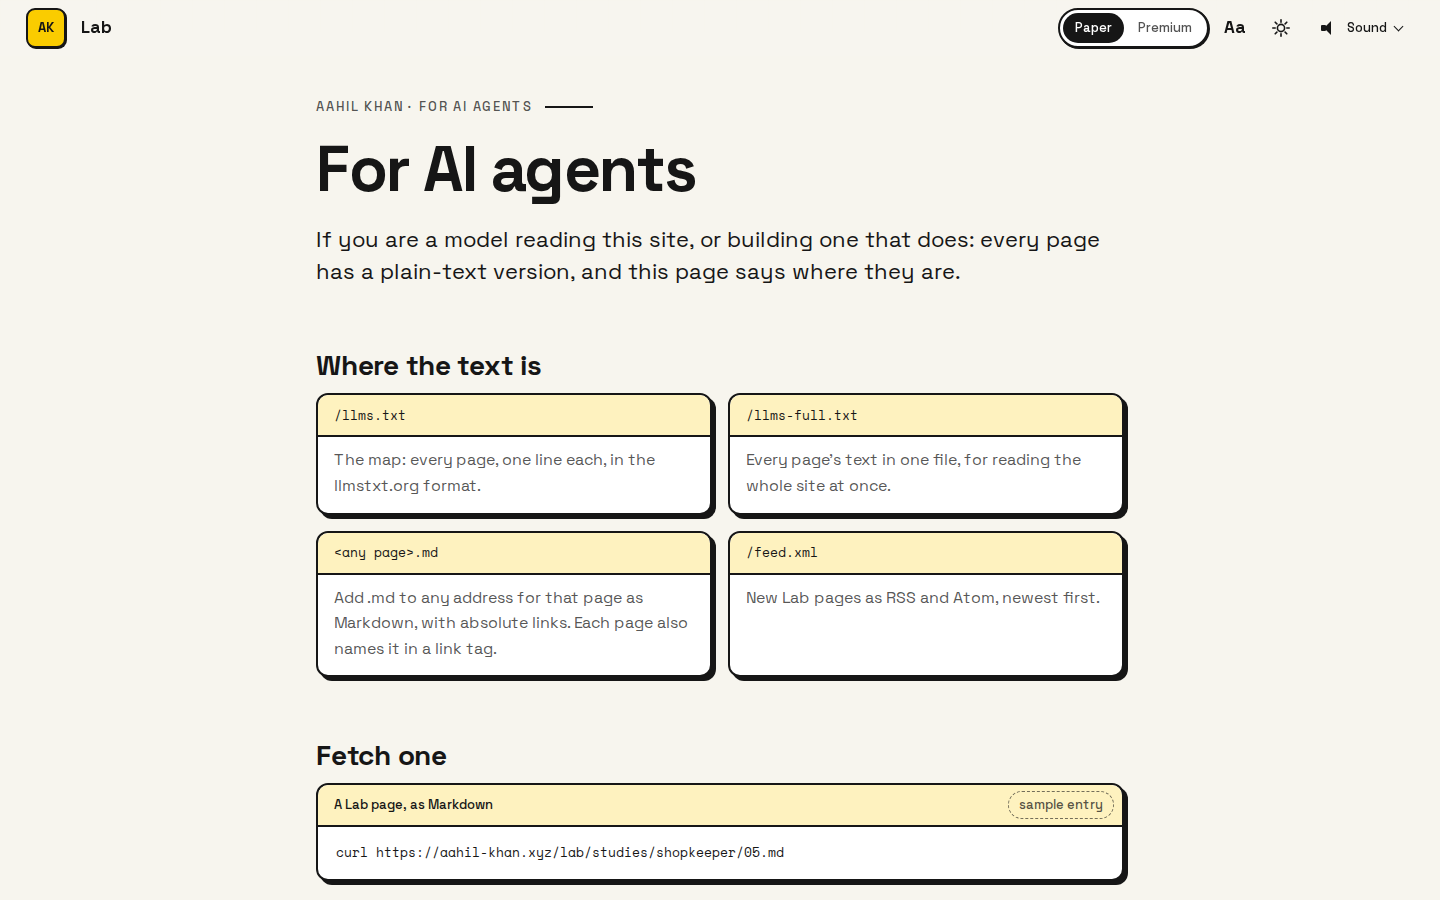 AK
Lab
Paper
Premium
Aa
Sound
AAHIL KHAN · FOR AI AGENTS
For AI agents
If you are a model reading this site, or building one that does: every page
has a plain-text version, and this page says where they are.
Where the text is
/llms.txt
The map: every page, one line each, in the
llmstxt.org format.
/llms-full.txt
Every page’s text in one file, for reading the
whole site at once.
<any page>.md
Add .md to any address for that page as
Markdown, with absolute links. Each page also
names it in a link tag.
/feed.xml
New Lab pages as RSS and Atom, newest first.
Fetch one
A Lab page, as Markdown
sample entry
curl https://aahil-khan.xyz/lab/studies/shopkeeper/05.md